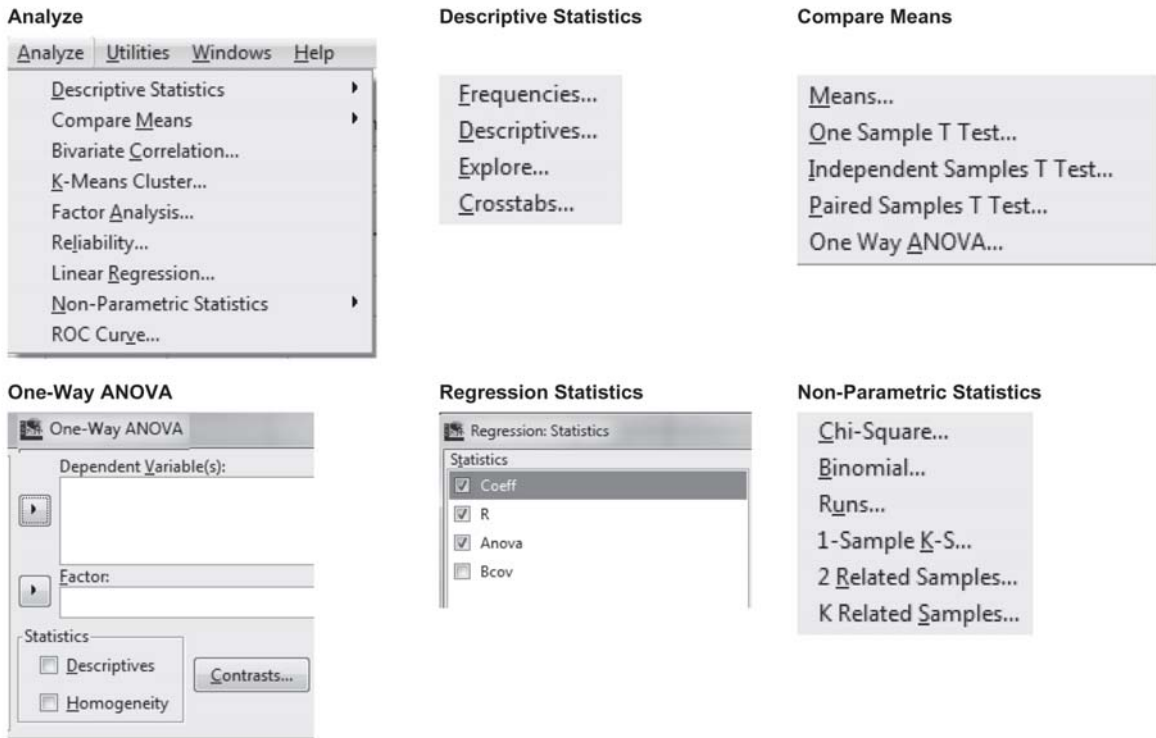 Analyze
Analyze Utilities Windows Help
Descriptive Statistics
Compare Means
Bivariate Correlation...
K-Means Cluster...
Factor Analysis...
Reliability...
Linear Regression...
Non-Parametric Statistics
ROC Curve...
Descriptive Statistics
Frequencies...
Descriptives...
Explore...
Crosstabs...
Compare Means
Means...
One Sample T Test...
Independent Samples T Test...
Paired Samples T Test...
One Way ANOVA...
One-Way ANOVA
One-Way ANOVA
Dependent Variable(s):
Factor:
Statistics
Descriptives
Homogeneity
Contrasts...
Regression Statistics
Regression: Statistics
Statistics
Coeff
R
Anova
Bcov
Non-Parametric Statistics
Chi-Square...
Binomial...
Runs...
1-Sample K-S...
2 Related Samples...
K Related Samples...